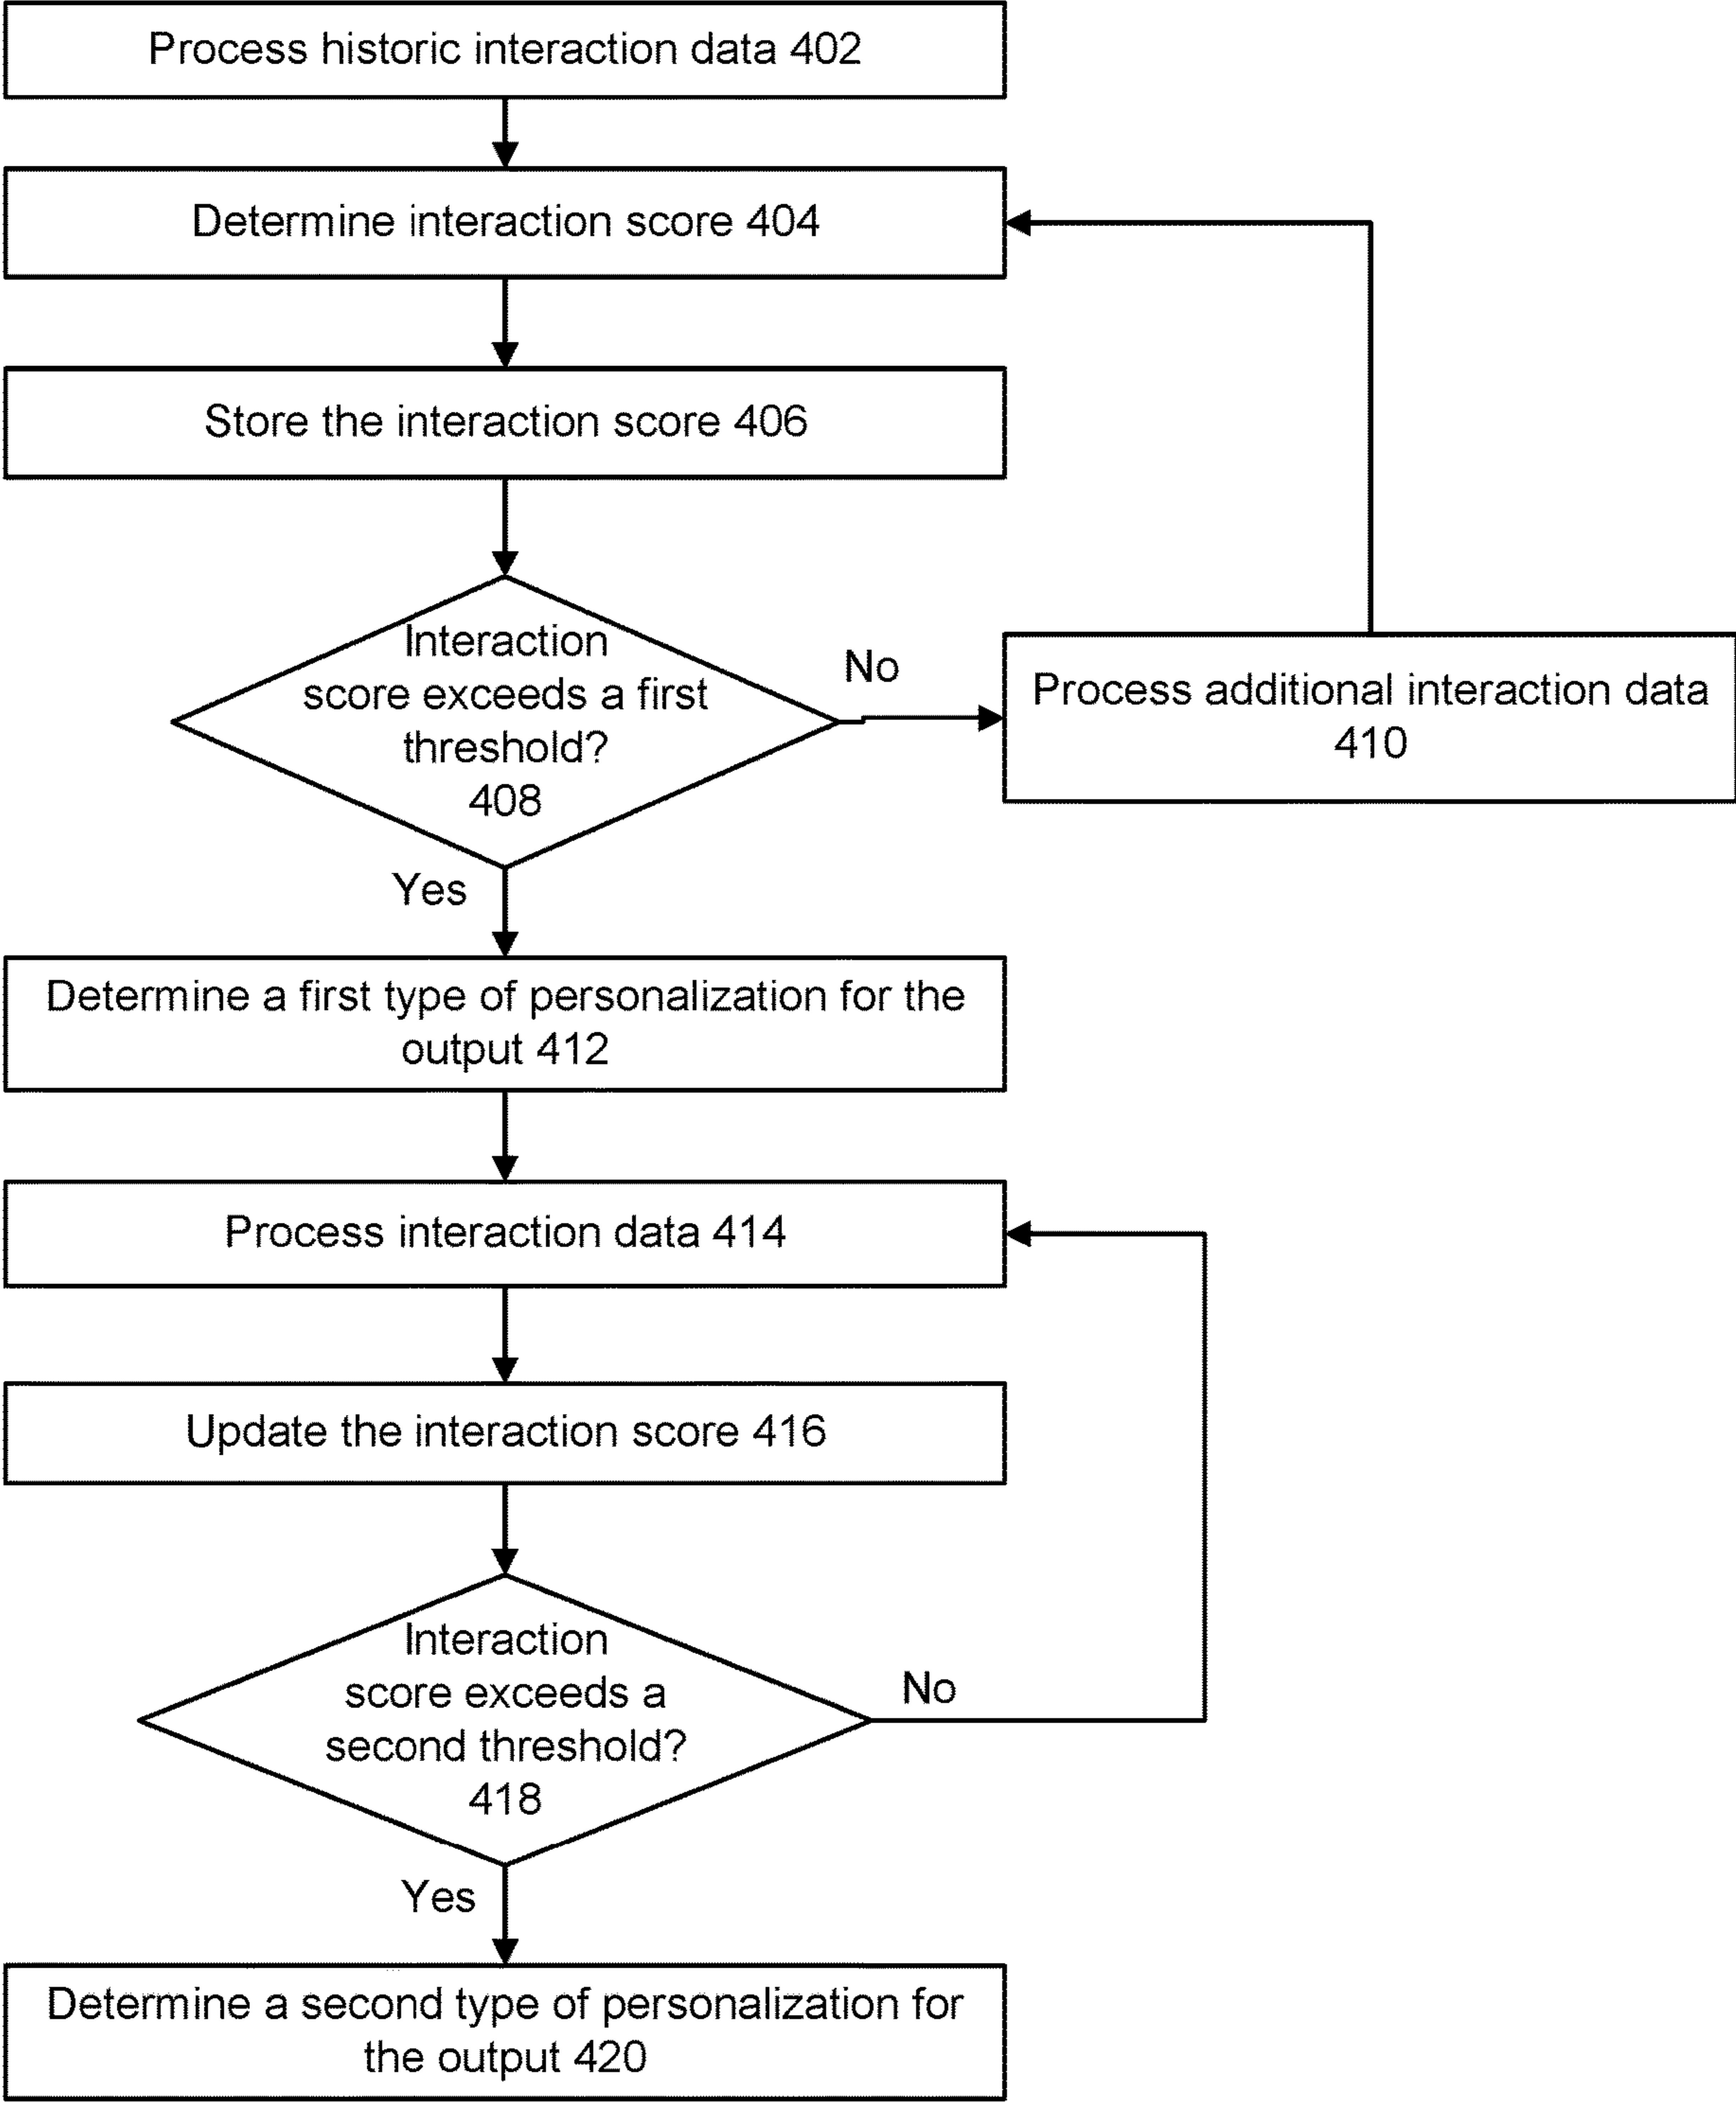 Process historic interaction data 402
Determine interaction score 404
Store the interaction score 406
Interaction
score exceeds a first
threshold?
408
No
Process additional interaction data
410
Yes
Determine a first type of personalization for the
output 412
Process interaction data 414
Update the interaction score 416
Interaction
score exceeds a
second threshold?
418
No
Yes
Determine a second type of personalization for
the output 420